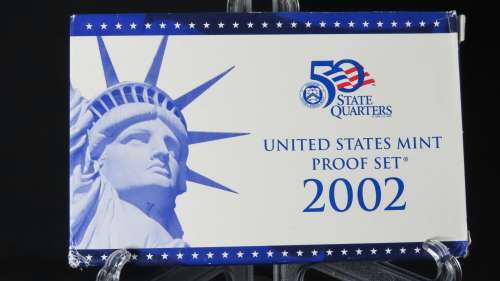 50
STATE
QUARTERS
UNITED STATES MINT
PROOF SET®
2002